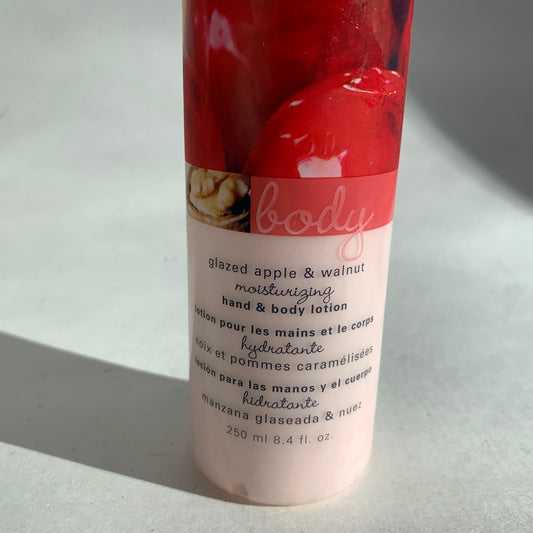 body
glazed apple & walnut
moisturizing
hand & body lotion
lotion pour les mains et le corps
hydratante
noix et pommes caramélisées
loción para las manos y el cuerpo
hidratante
manzana glaseada & nuez
250 ml 8.4 fl. oz.